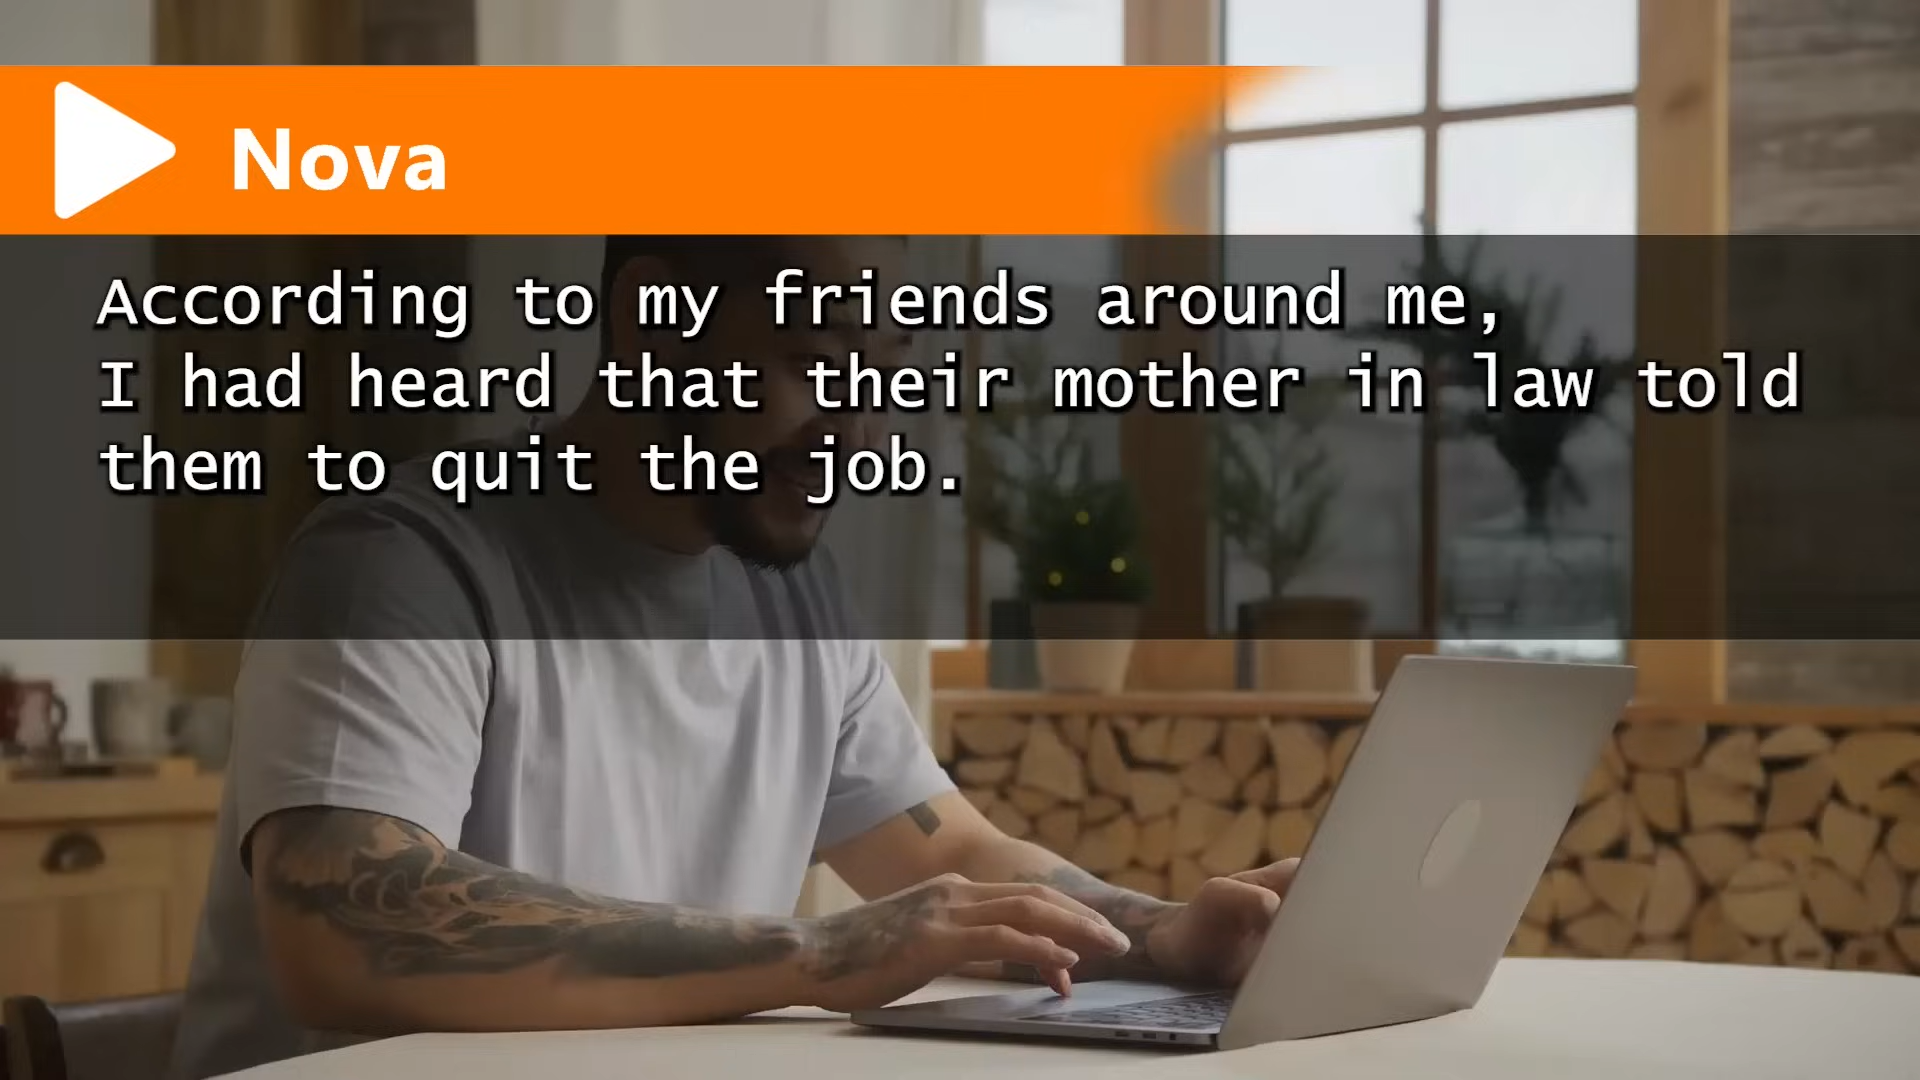 Nova
According to my friends around me,
I had heard that their mother in law told
them to quit the job.